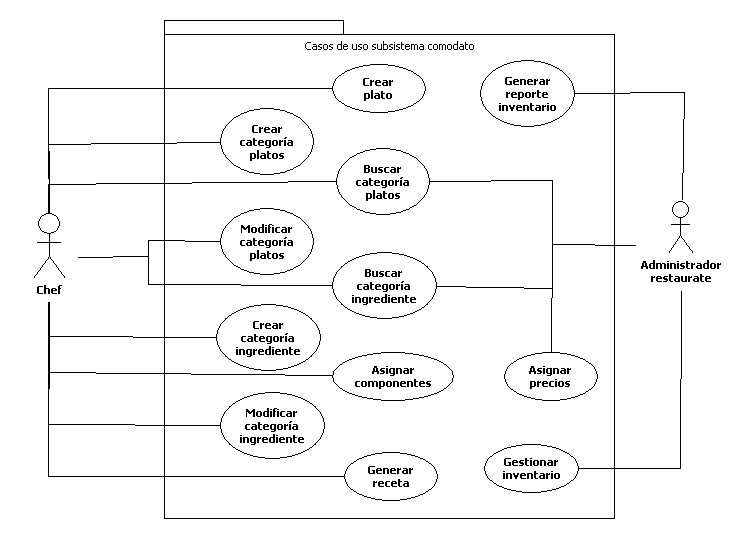 Casos de uso subsistema comodato
Crear
plato
Generar
reporte
inventario
Crear
categoría
platos
Buscar
categoría
platos
Modificar
categoría
platos
Chef
Administrador
restaurate
Buscar
categoría
ingrediente
Crear
categoría
ingrediente
Asignar
componentes
Asignar
precios
Modificar
categoría
ingrediente
Generar
receta
Gestionar
inventario